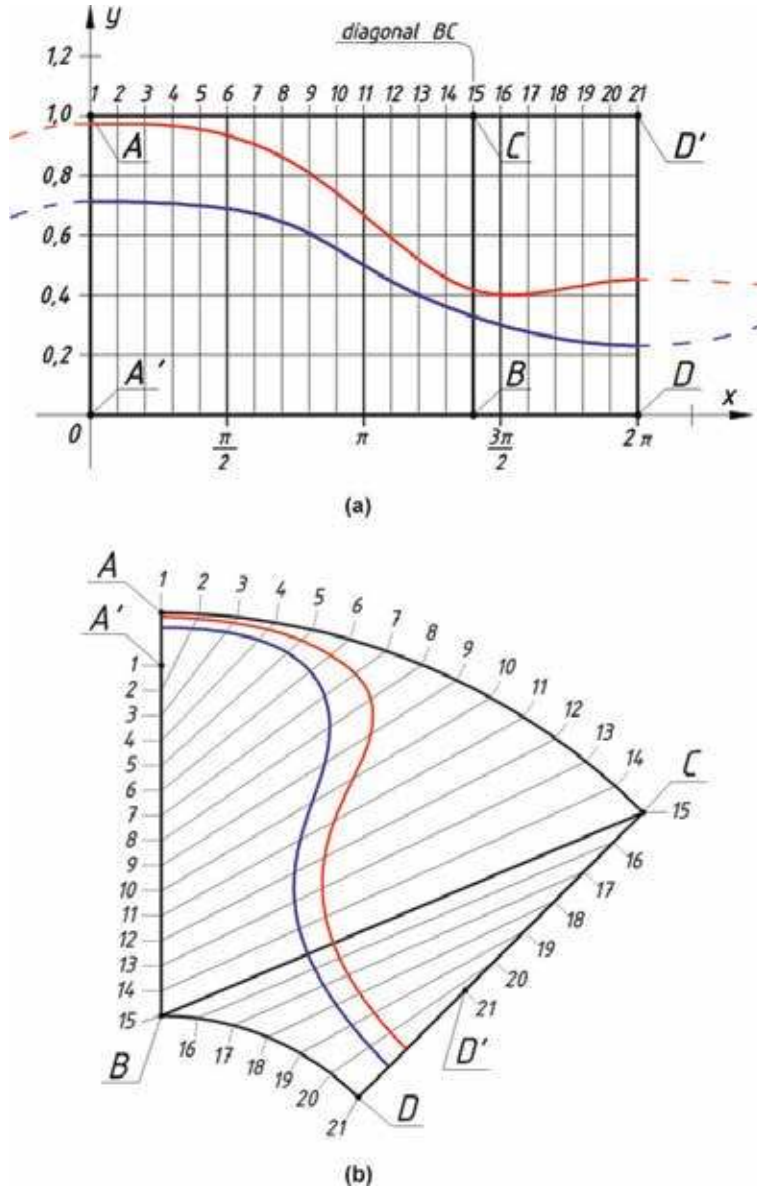 y
diagonal BC
1,2
1 2 3 4 5 6 7 8 9 10 11 12 13 14 15 16 17 18 19 20 21
1,0
A C D'
0,8
0,6
0,4
0,2
A' B D
x
0 π/2 π 3π/2 2π
(a)
A
1 2 3 4 5 6 7 8 9 10 11 12 13 14 15
C
A'
1
2
3
4
5
6
7
8
9
10
11
12
13
14
15
16
17
18
19
20
21
D'
B
16
17
18
19
20
21
D
(b)